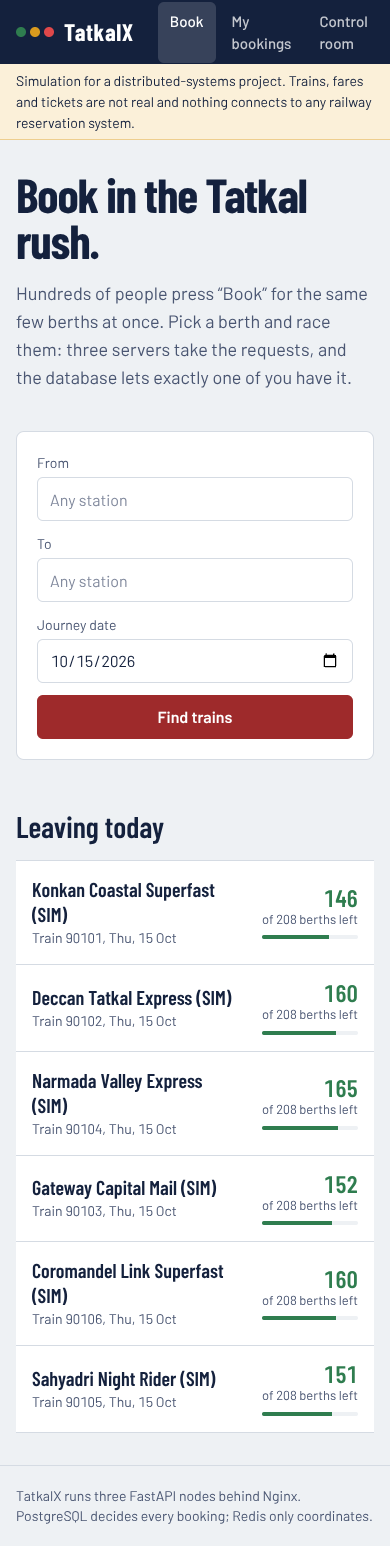 TatkalX
Book
My bookings
Control room
Simulation for a distributed-systems project. Trains, fares
and tickets are not real and nothing connects to any railway
reservation system.
Book in the Tatkal
rush.
Hundreds of people press “Book” for the same
few berths at once. Pick a berth and race
them: three servers take the requests, and
the database lets exactly one of you have it.
From
Any station
To
Any station
Journey date
10/15/2026
Find trains
Leaving today
Konkan Coastal Superfast
(SIM)
Train 90101, Thu, 15 Oct
146
of 208 berths left
Deccan Tatkal Express (SIM)
Train 90102, Thu, 15 Oct
160
of 208 berths left
Narmada Valley Express
(SIM)
Train 90104, Thu, 15 Oct
165
of 208 berths left
Gateway Capital Mail (SIM)
Train 90103, Thu, 15 Oct
152
of 208 berths left
Coromandel Link Superfast
(SIM)
Train 90106, Thu, 15 Oct
160
of 208 berths left
Sahyadri Night Rider (SIM)
Train 90105, Thu, 15 Oct
151
of 208 berths left
TatkalX runs three FastAPI nodes behind Nginx.
PostgreSQL decides every booking; Redis only coordinates.